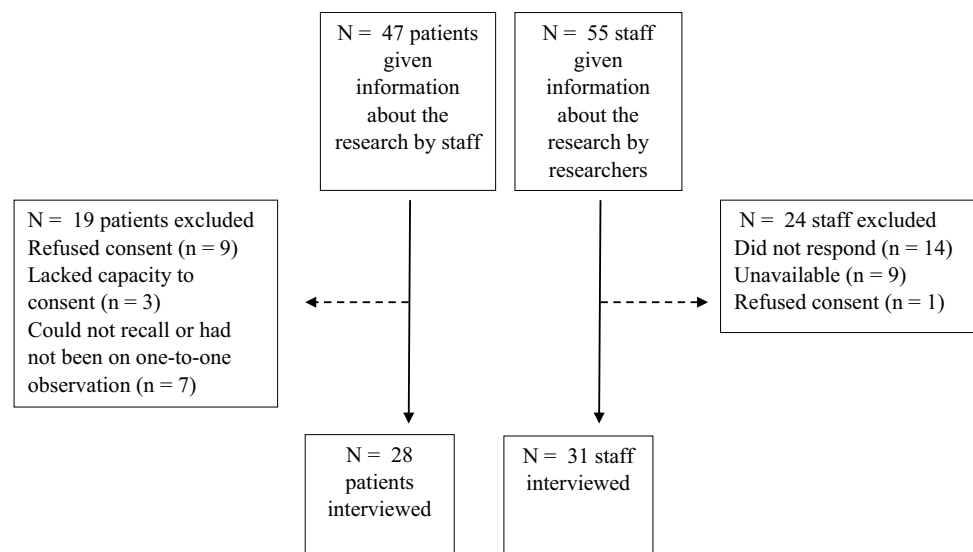 N = 47 patients
given
information
about the
research by staff
N = 55 staff
given
information
about the
research by
researchers
N = 19 patients excluded
Refused consent (n = 9)
Lacked capacity to
consent (n = 3)
Could not recall or had
not been on one-to-one
observation (n = 7)
N = 24 staff excluded
Did not respond (n = 14)
Unavailable (n = 9)
Refused consent (n = 1)
N = 28
patients
interviewed
N = 31 staff
interviewed